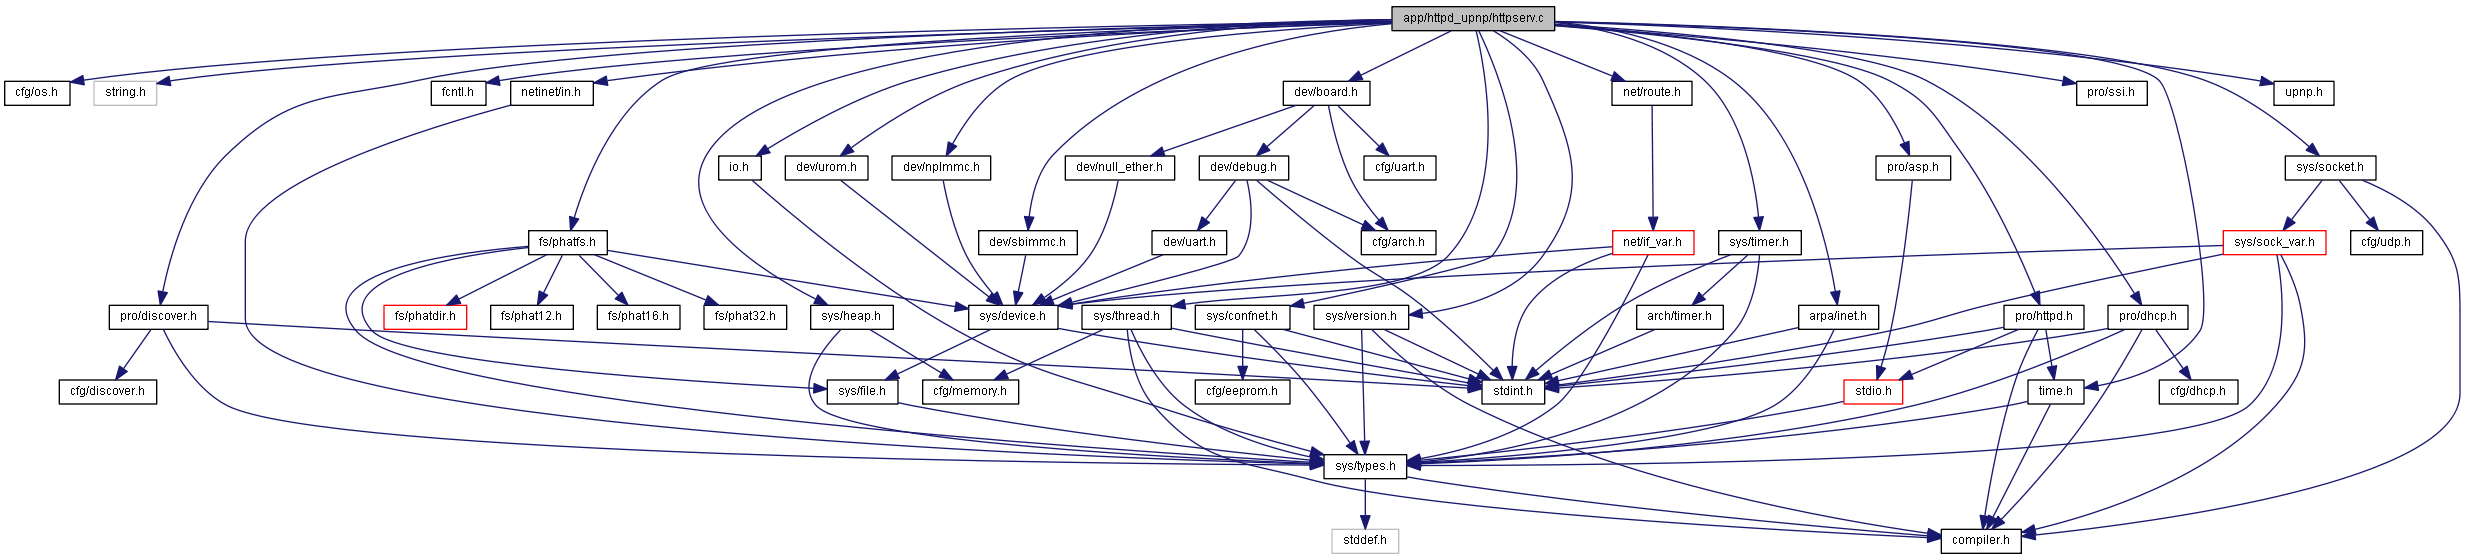 app/httpd_upnp/httpserv.c
cfg/os.h
string.h
fcntl.h
netinet/in.h
dev/board.h
net/route.h
pro/ssi.h
upnp.h
io.h
dev/urom.h
dev/nplmmc.h
dev/null_ether.h
dev/debug.h
cfg/uart.h
pro/asp.h
sys/socket.h
fs/phatfs.h
dev/sbimmc.h
dev/uart.h
cfg/arch.h
net/if_var.h
sys/timer.h
sys/sock_var.h
cfg/udp.h
pro/discover.h
fs/phatdir.h
fs/phat12.h
fs/phat16.h
fs/phat32.h
sys/heap.h
sys/device.h
sys/thread.h
sys/confnet.h
sys/version.h
arch/timer.h
arpa/inet.h
pro/httpd.h
pro/dhcp.h
cfg/discover.h
sys/file.h
cfg/memory.h
cfg/eeprom.h
stdint.h
stdio.h
time.h
cfg/dhcp.h
sys/types.h
stddef.h
compiler.h